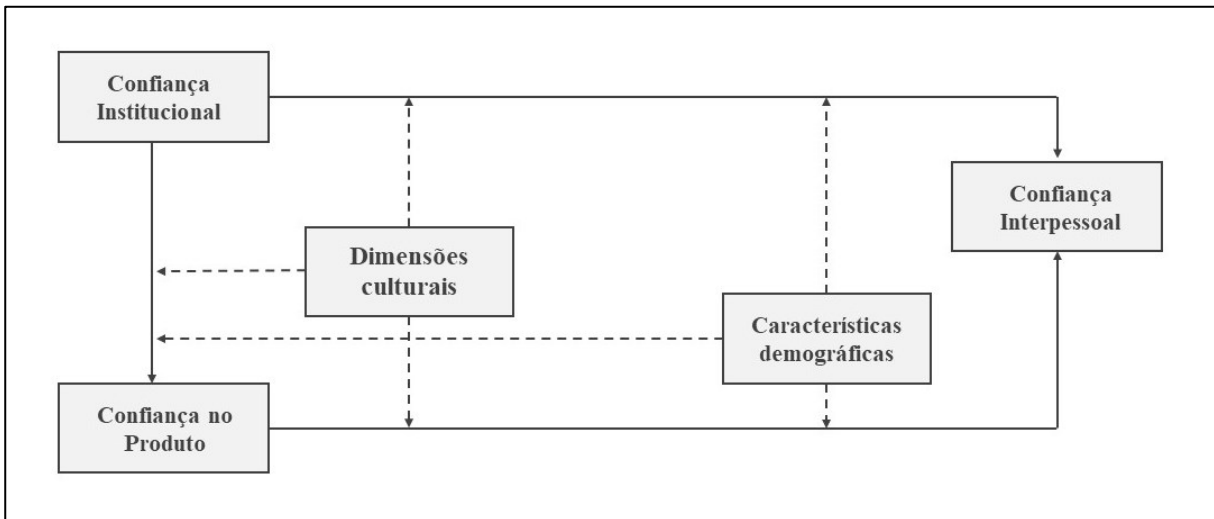 Confiança
Institucional
Confiança
Interpessoal
Dimensões
culturais
Características
demográficas
Confiança no
Produto